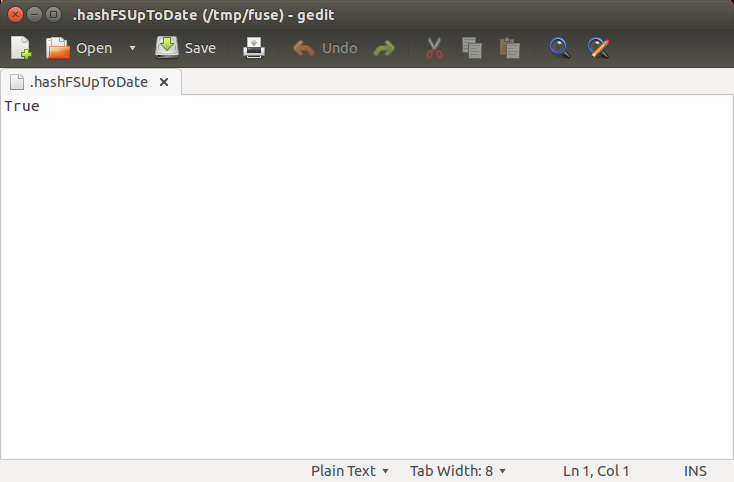 .hashFSUpToDate (/tmp/fuse) - gedit
Open Save Undo
.hashFSUpToDate
True
Plain Text Tab Width: 8 Ln 1, Col 1 INS